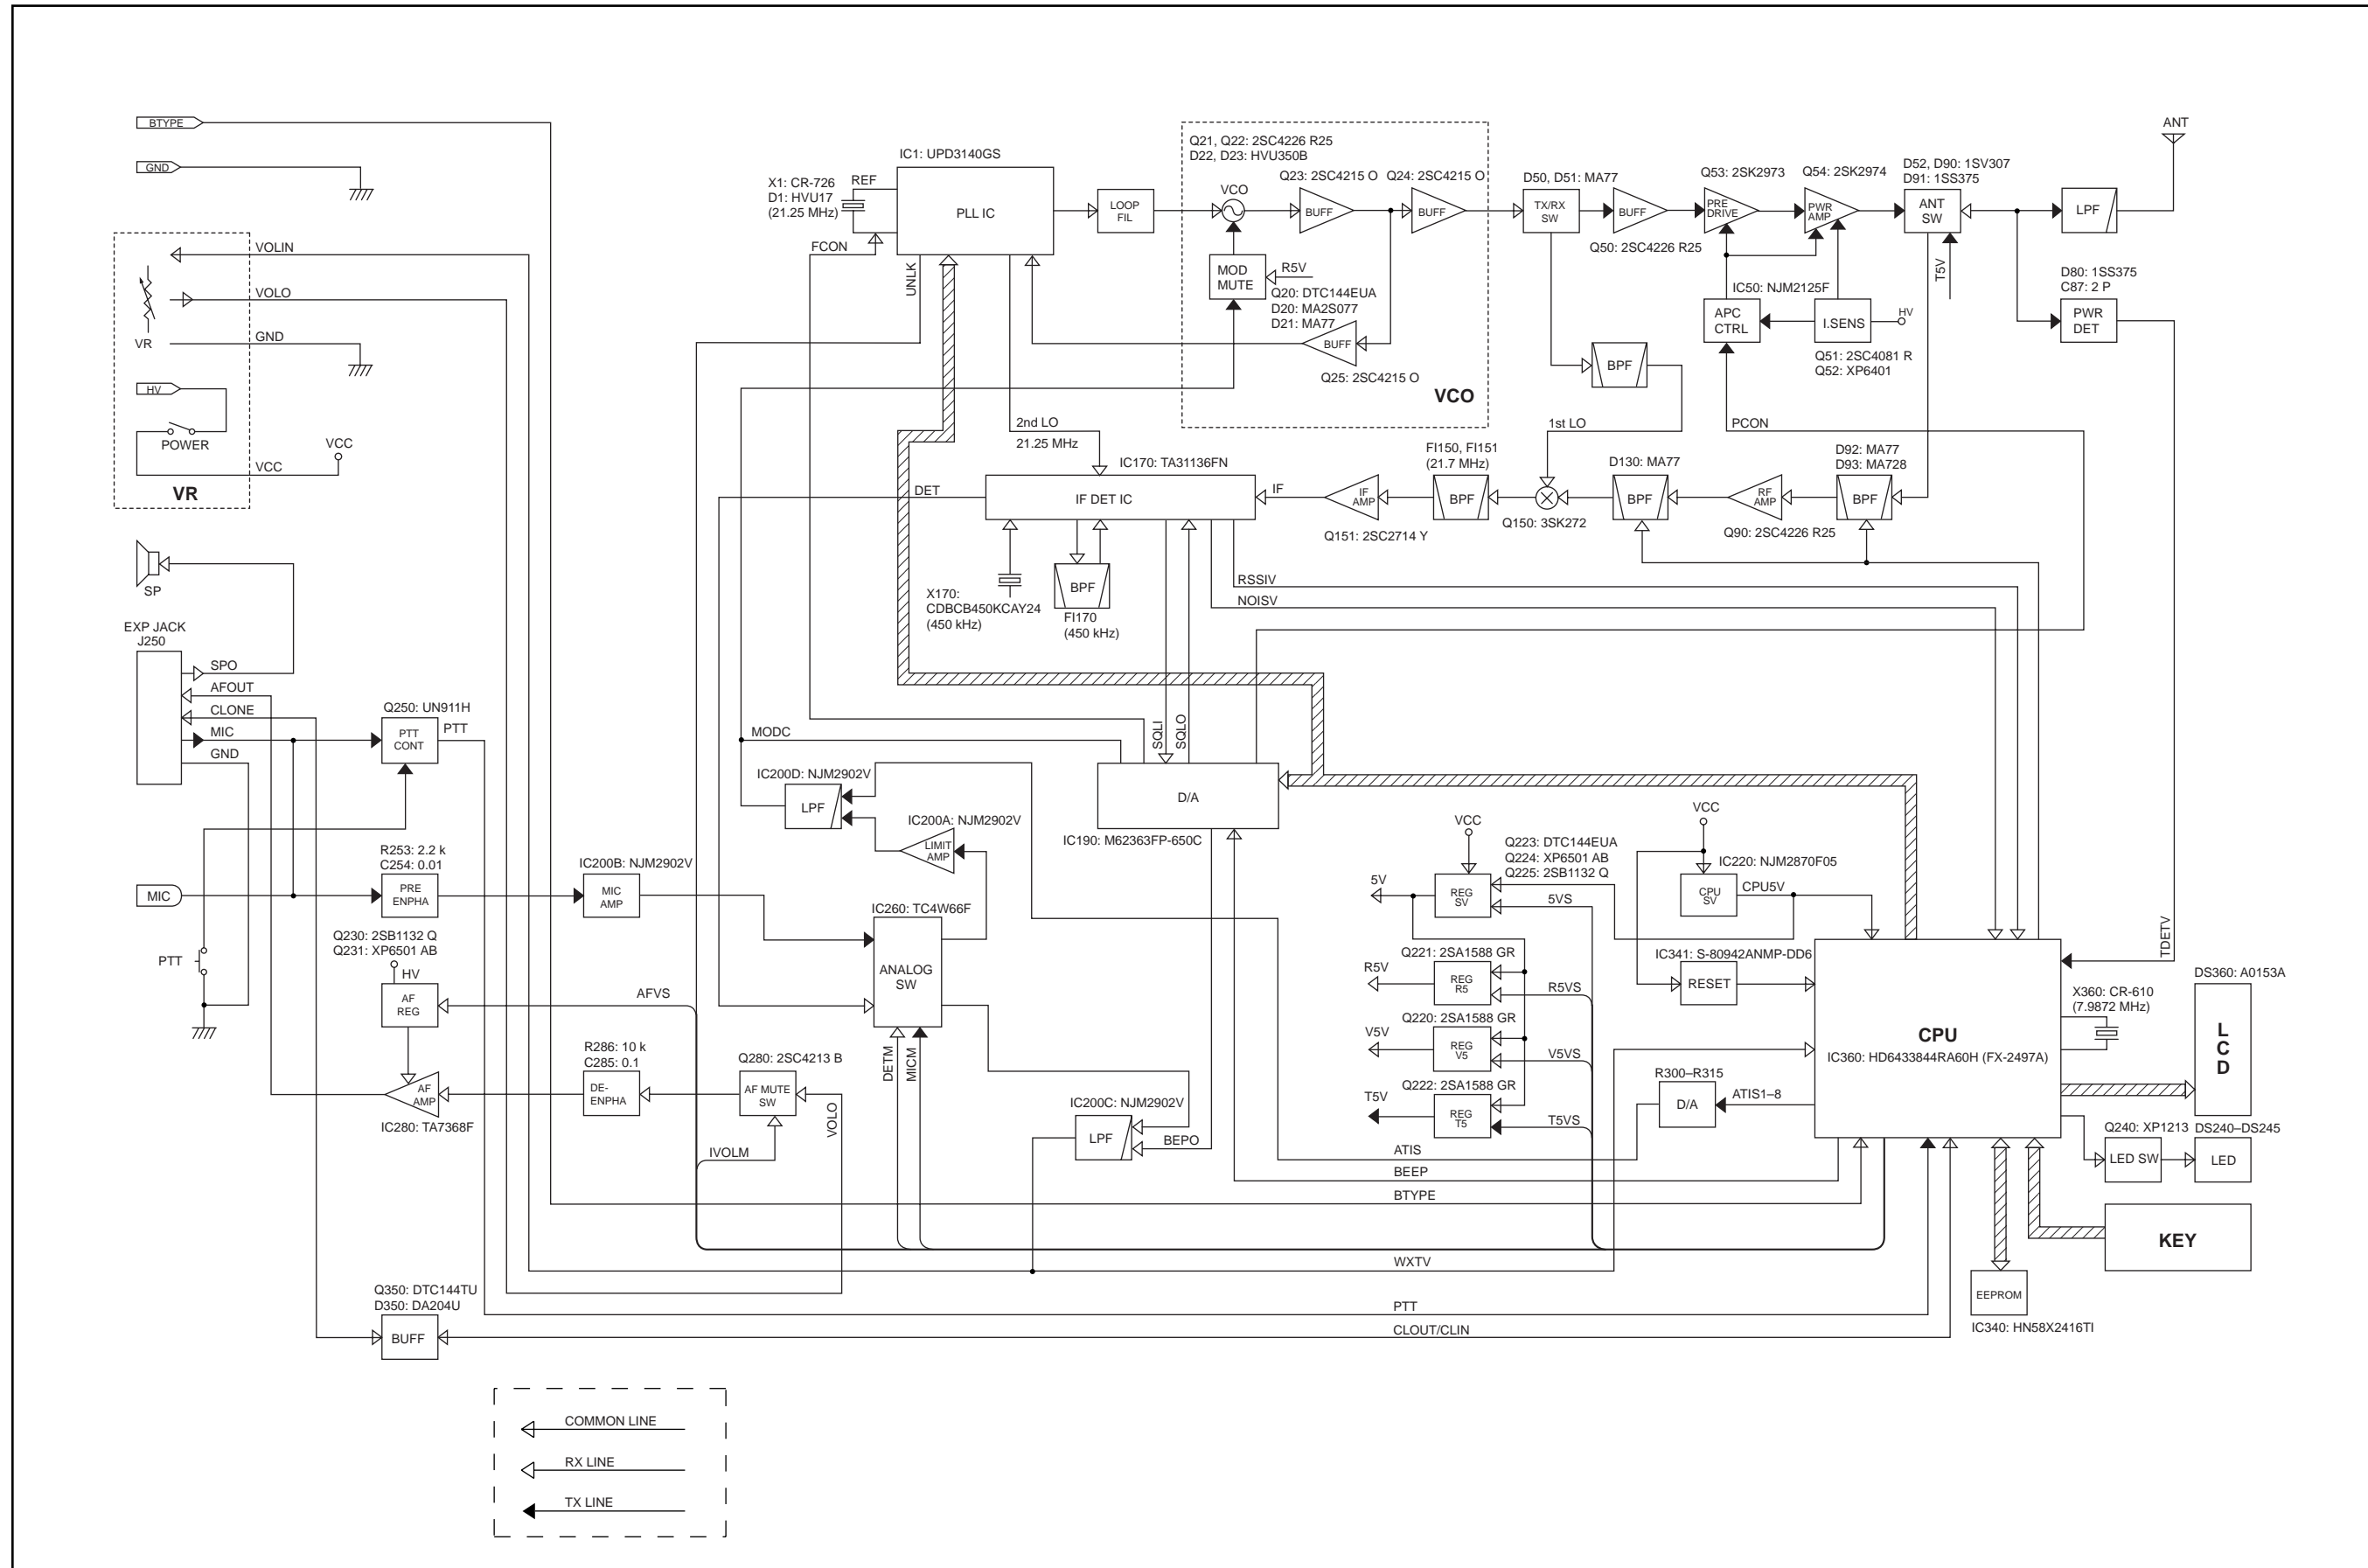 BTYPE
GND
VOLIN
VOLO
VR
GND
HV
POWER
VCC
VCC
VR
SP
EXP JACK
J250
SPO
AFOUT
CLONE
MIC
GND
Q250: UN911H
PTT
CONT
PTT
R253: 2.2 k
C254: 0.01
MIC
PRE
ENPHA
IC200B: NJM2902V
MIC
AMP
Q230: 2SB1132 Q
Q231: XP6501 AB
PTT
HV
AF
REG
AFVS
R286: 10 k
C285: 0.1
Q280: 2SC4213 B
AF
AMP
DE-
ENPHA
AF MUTE
SW
IC280: TA7368F
VOLO
IVOLM
Q350: DTC144TU
D350: DA204U
BUFF
COMMON LINE
RX LINE
TX LINE
IC1: UPD3140GS
X1: CR-726
D1: HVU17
(21.25 MHz)
REF
PLL IC
FCON
UNLK
LOOP
FIL
Q21, Q22: 2SC4226 R25
D22, D23: HVU350B
VCO
Q23: 2SC4215 O
Q24: 2SC4215 O
BUFF
BUFF
MOD
MUTE
R5V
Q20: DTC144EUA
D20: MA2S077
D21: MA77
BUFF
Q25: 2SC4215 O
VCO
D50, D51: MA77
TX/RX
SW
BUFF
Q50: 2SC4226 R25
Q53: 2SK2973
PRE
DRIVE
Q54: 2SK2974
PWR
AMP
D52, D90: 1SV307
D91: 1SS375
ANT
SW
T5V
LPF
ANT
D80: 1SS375
C87: 2 P
PWR
DET
IC50: NJM2125F
APC
CTRL
I.SENS
HV
Q51: 2SC4081 R
Q52: XP6401
BPF
PCON
2nd LO
21.25 MHz
1st LO
IC170: TA31136FN
DET
IF DET IC
IF
IF
AMP
Q151: 2SC2714 Y
FI150, FI151
(21.7 MHz)
BPF
Q150: 3SK272
D130: MA77
BPF
RF
AMP
Q90: 2SC4226 R25
D92: MA77
D93: MA728
BPF
X170:
CDBCB450KCAY24
(450 kHz)
BPF
FI170
(450 kHz)
RSSIV
NOISV
MODC
SQLI
SQLO
IC200D: NJM2902V
LPF
IC200A: NJM2902V
LIMIT
AMP
D/A
IC190: M62363FP-650C
IC260: TC4W66F
ANALOG
SW
DETM
MICM
IC200C: NJM2902V
LPF
BEPO
VCC
Q223: DTC144EUA
Q224: XP6501 AB
Q225: 2SB1132 Q
5V
REG
SV
5VS
Q221: 2SA1588 GR
R5V
REG
R5
R5VS
Q220: 2SA1588 GR
V5V
REG
V5
V5VS
Q222: 2SA1588 GR
T5V
REG
T5
T5VS
VCC
IC220: NJM2870F05
CPU
SV
CPU5V
IC341: S-80942ANMP-DD6
RESET
TDETV
CPU
IC360: HD6433844RA60H (FX-2497A)
R300–R315
D/A
ATIS1–8
X360: CR-610
(7.9872 MHz)
DS360: A0153A
L
C
D
Q240: XP1213
DS240–DS245
LED SW
LED
KEY
EEPROM
IC340: HN58X2416TI
ATIS
BEEP
BTYPE
WXTV
PTT
CLOUT/CLIN